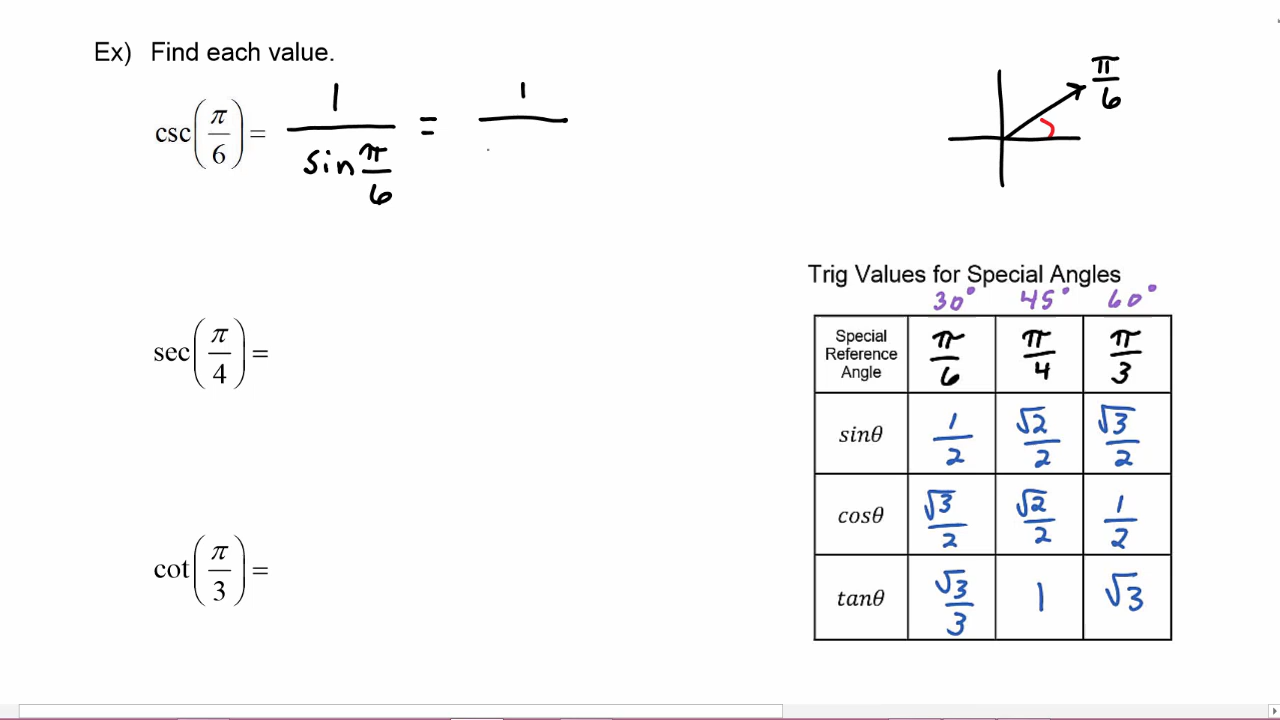 Ex) Find each value.
csc(π/6) = 1/(sin π/6) = 1/
π/6
sec(π/4) =
cot(π/3) =
Trig Values for Special Angles
30° 45° 60°
Special Reference Angle π/6 π/4 π/3
sinθ 1/2 √2/2 √3/2
cosθ √3/2 √2/2 1/2
tanθ √3/3 1 √3